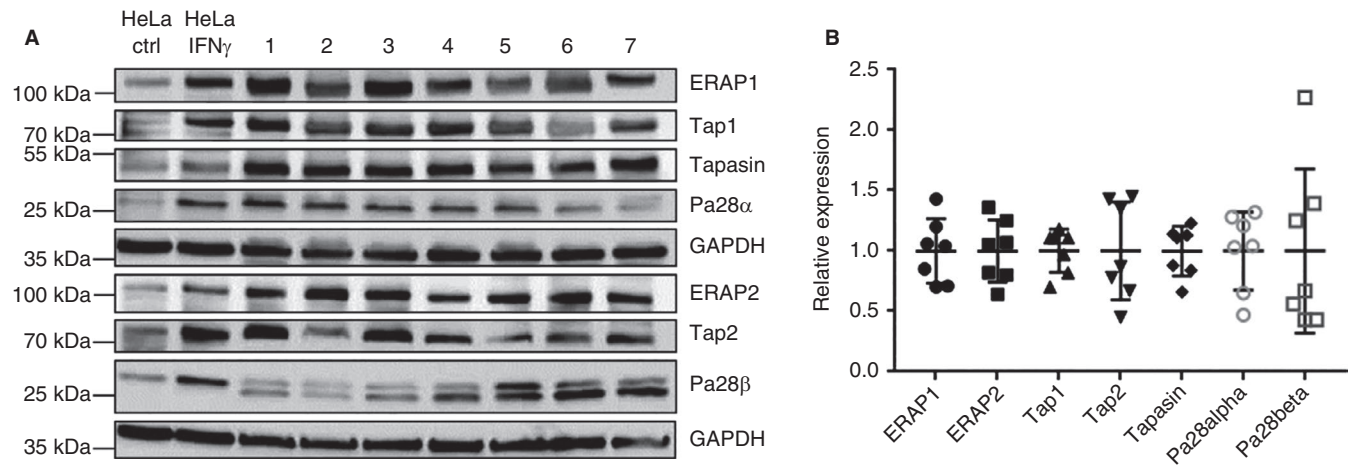 A
HeLa ctrl
HeLa IFNγ
1 2 3 4 5 6 7
100 kDa
ERAP1
70 kDa
Tap1
55 kDa
Tapasin
25 kDa
Pa28α
35 kDa
GAPDH
100 kDa
ERAP2
70 kDa
Tap2
25 kDa
Pa28β
35 kDa
GAPDH
B
Relative expression
2.5
2.0
1.5
1.0
0.5
0.0
ERAP1
ERAP2
Tap1
Tap2
Tapasin
Pa28alpha
Pa28beta